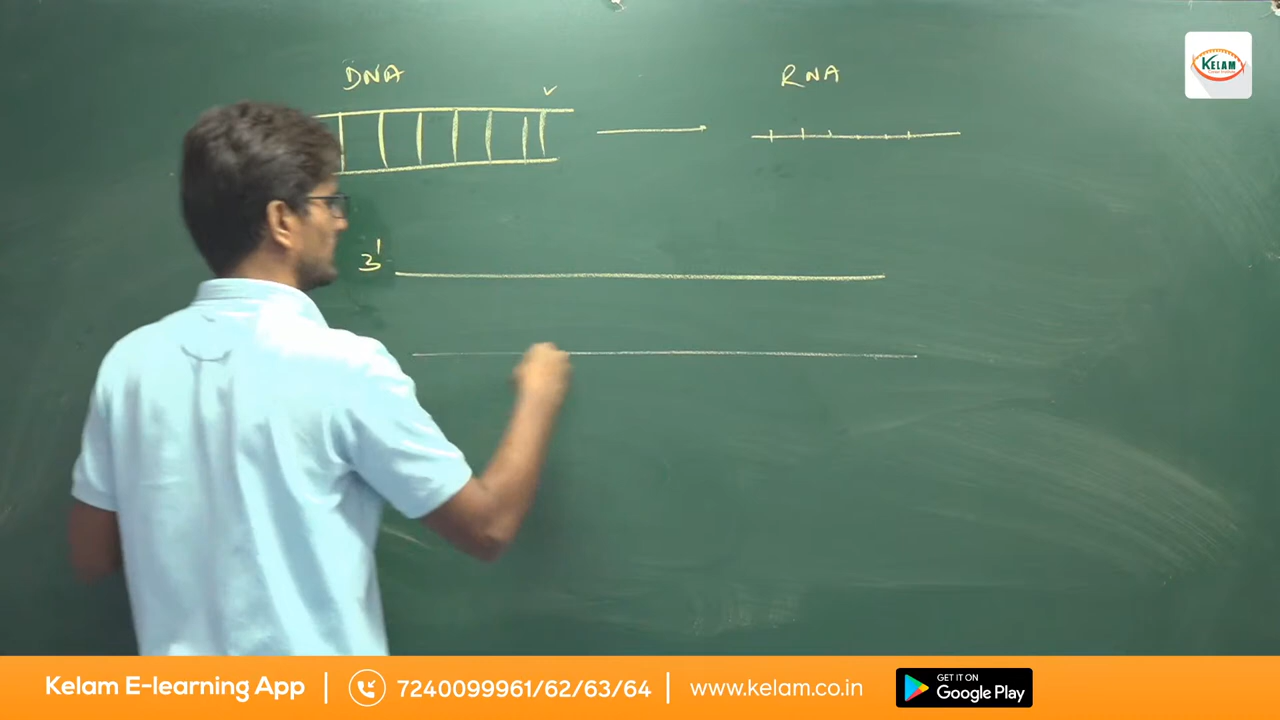 DNA
RNA
3'
KELAM
Kelam E-learning App
7240099961/62/63/64
www.kelam.co.in
GET IT ON
Google Play